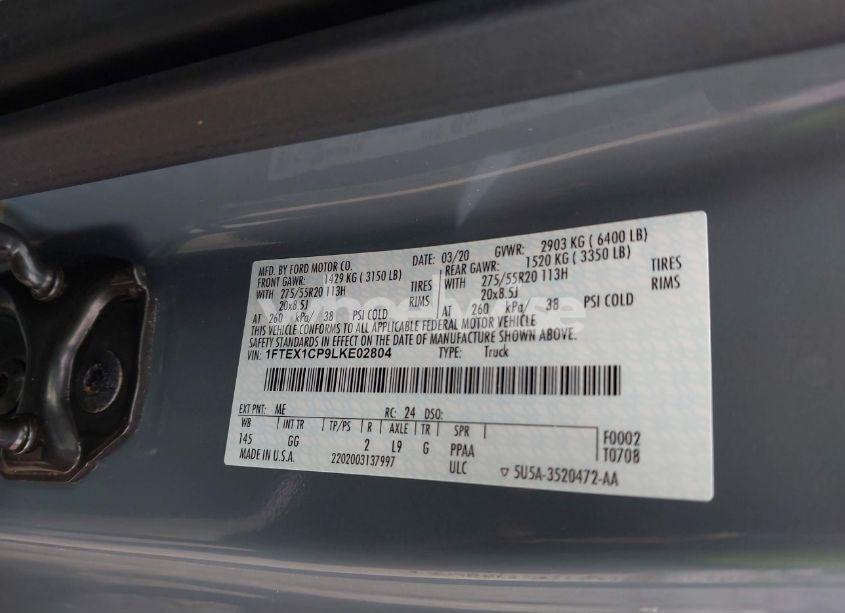 MFD. BY FORD MOTOR CO. DATE: 03/20 GVWR: 2903 KG ( 6400 LB)
FRONT GAWR: 1429 KG ( 3150 LB) REAR GAWR: 1520 KG ( 3350 LB)
WITH 275/55R20 113H TIRES WITH 275/55R20 113H TIRES
20x8.5J RIMS 20x8.5J RIMS
AT 260 kPa/ 38 PSI COLD AT 260 kPa/ 38 PSI COLD
THIS VEHICLE CONFORMS TO ALL APPLICABLE FEDERAL MOTOR VEHICLE
SAFETY STANDARDS IN EFFECT ON THE DATE OF MANUFACTURE SHOWN ABOVE.
VIN: 1FTEX1CP9LKE02804 TYPE: Truck
EXT PNT: ME RC: 24 DSO:
WB INT TR TP/PS R AXLE TR SPR F0002
145 GG 2 L9 G PPAA T0708
MADE IN U.S.A. 2202003137997 ULC 5U5A-3520472-AA